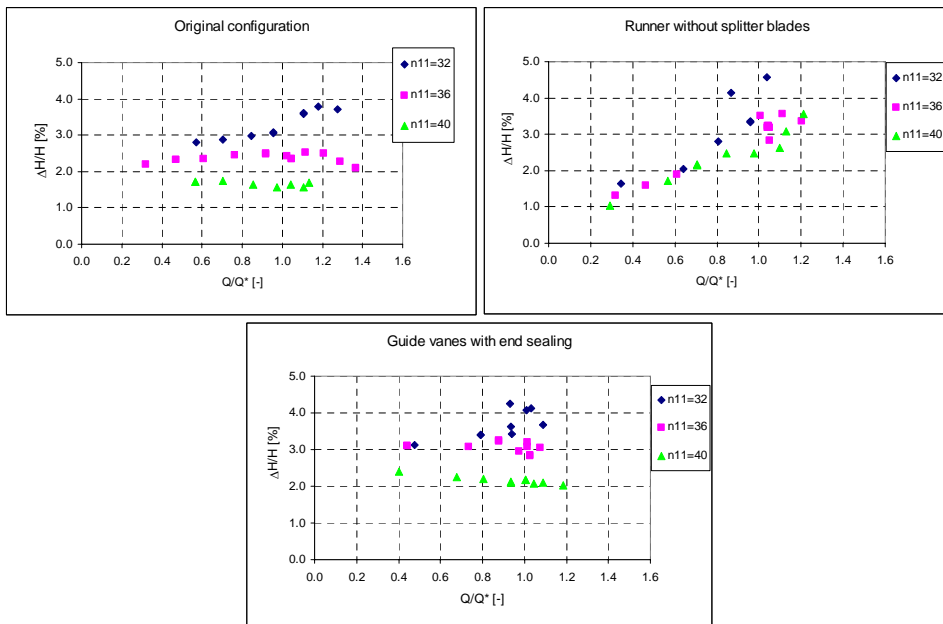 Original configuration
5.0
4.0
3.0
2.0
1.0
0.0
ΔH/H [%]
0.0 0.2 0.4 0.6 0.8 1.0 1.2 1.4 1.6
Q/Q* [-]
n11=32
n11=36
n11=40
Runner without splitter blades
5.0
4.0
3.0
2.0
1.0
0.0
ΔH/H [%]
0.0 0.2 0.4 0.6 0.8 1.0 1.2 1.4 1.6
Q/Q* [-]
n11=32
n11=36
n11=40
Guide vanes with end sealing
5.0
4.0
3.0
2.0
1.0
0.0
ΔH/H [%]
0.0 0.2 0.4 0.6 0.8 1.0 1.2 1.4 1.6
Q/Q* [-]
n11=32
n11=36
n11=40